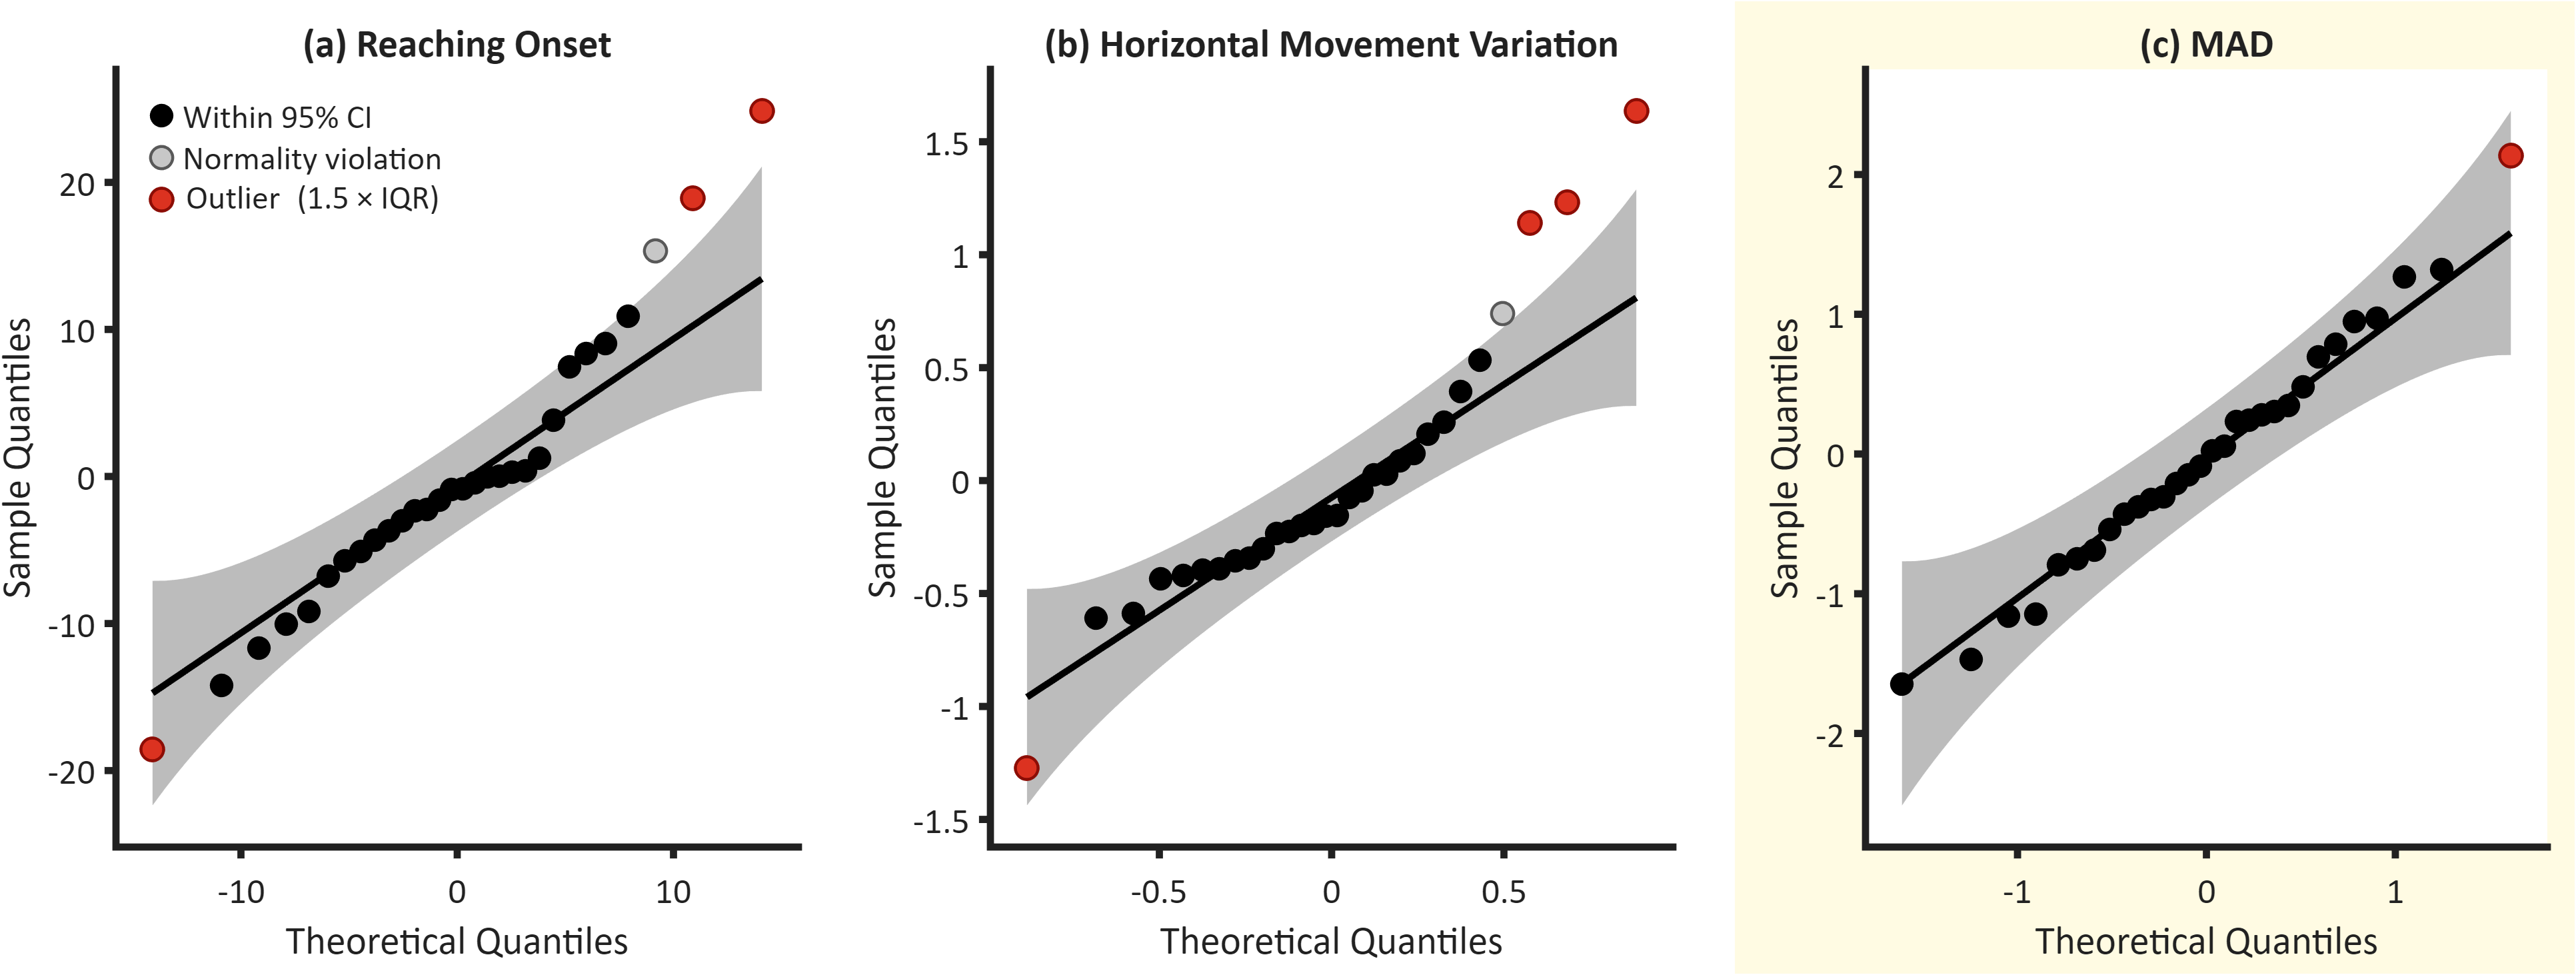 (a) Reaching Onset
Within 95% CI
Normality violation
Outlier (1.5 × IQR)
20
10
0
-10
-20
Sample Quantiles
-10 0 10
Theoretical Quantiles
(b) Horizontal Movement Variation
1.5
1
0.5
0
-0.5
-1
-1.5
Sample Quantiles
-0.5 0 0.5
Theoretical Quantiles
(c) MAD
2
1
0
-1
-2
Sample Quantiles
-1 0 1
Theoretical Quantiles